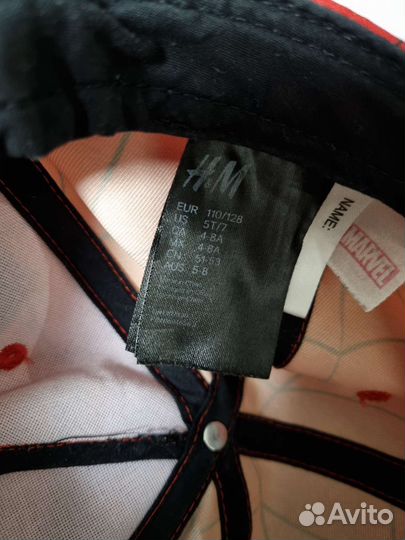 H&M
EUR 110/128
US 5T/7
CA 4-8A
MX 4-8A
CN 51-53
AUS 5-8
NAME:
MARVEL
Avito